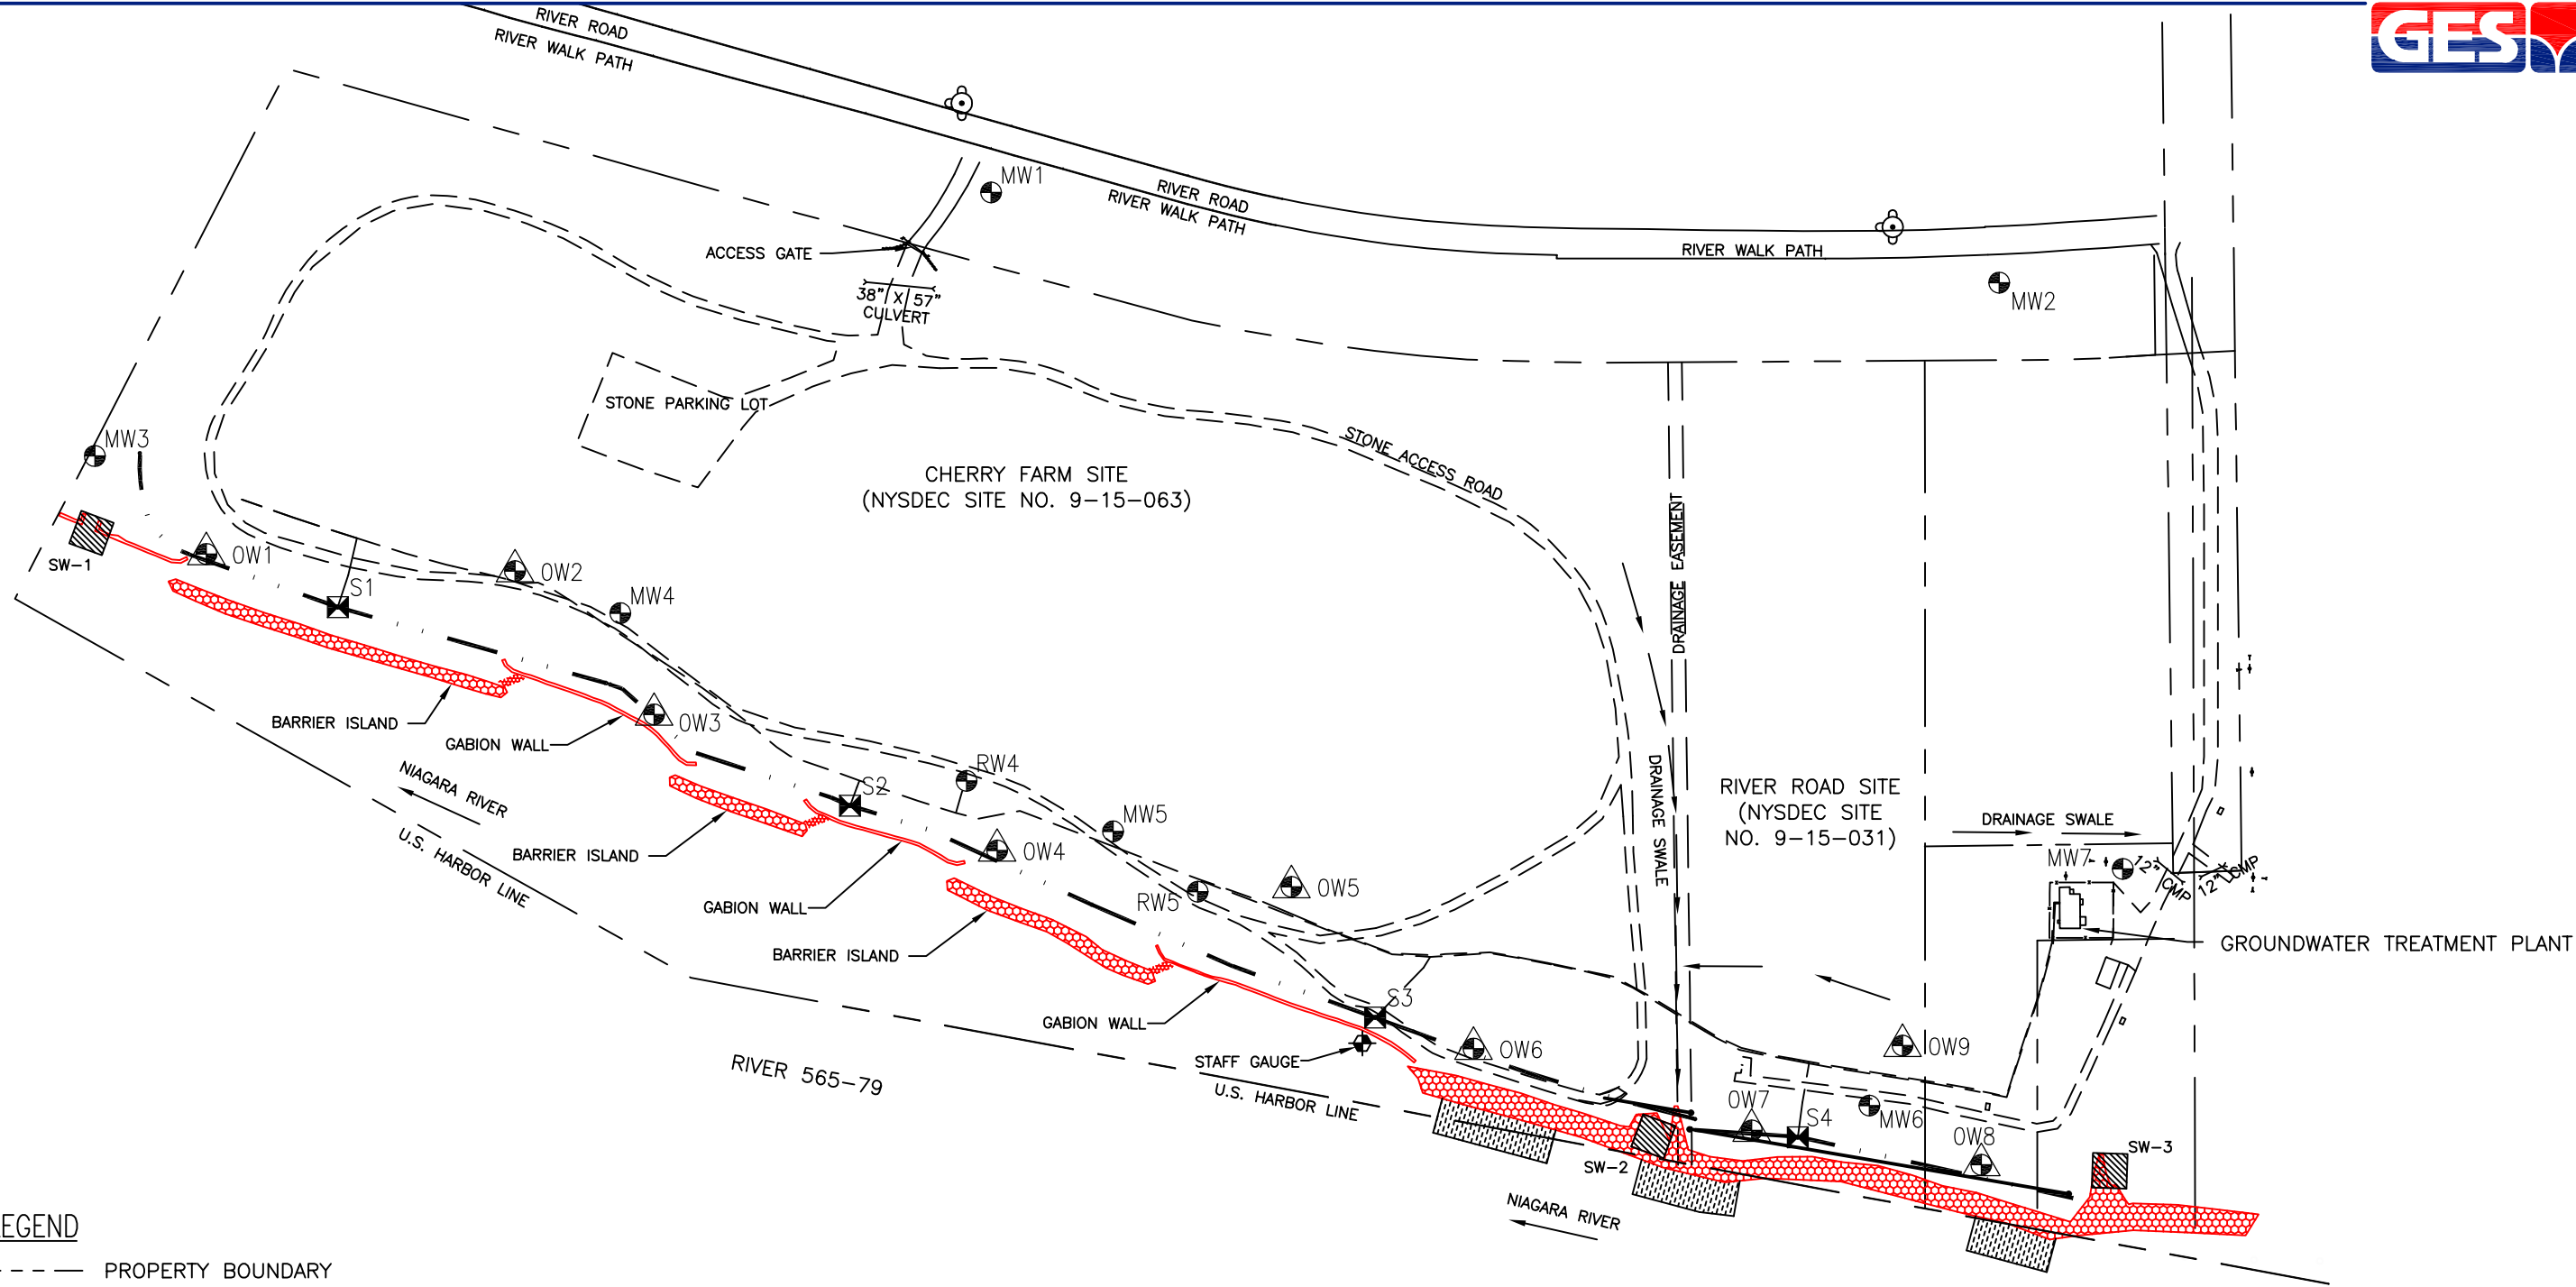 GES
RIVER ROAD
RIVER WALK PATH
MW1
RIVER ROAD
RIVER WALK PATH
RIVER WALK PATH
ACCESS GATE
38" X 57"
CULVERT
MW2
STONE PARKING LOT
STONE ACCESS ROAD
MW3
CHERRY FARM SITE
(NYSDEC SITE NO. 9-15-063)
DRAINAGE EASEMENT
SW-1
OW1
OW2
S1
MW4
BARRIER ISLAND
GABION WALL
OW3
NIAGARA RIVER
U.S. HARBOR LINE
S2
RW4
MW5
DRAINAGE SWALE
RIVER ROAD SITE
(NYSDEC SITE
NO. 9-15-031)
DRAINAGE SWALE
MW7
12" CMP
12" CMP
BARRIER ISLAND
OW4
GABION WALL
RW5
OW5
BARRIER ISLAND
GROUNDWATER TREATMENT PLANT
S3
GABION WALL
STAFF GAUGE
OW6
OW9
RIVER 565-79
U.S. HARBOR LINE
OW7
S4
MW6
OW8
SW-2
SW-3
NIAGARA RIVER
EGEND
PROPERTY BOUNDARY